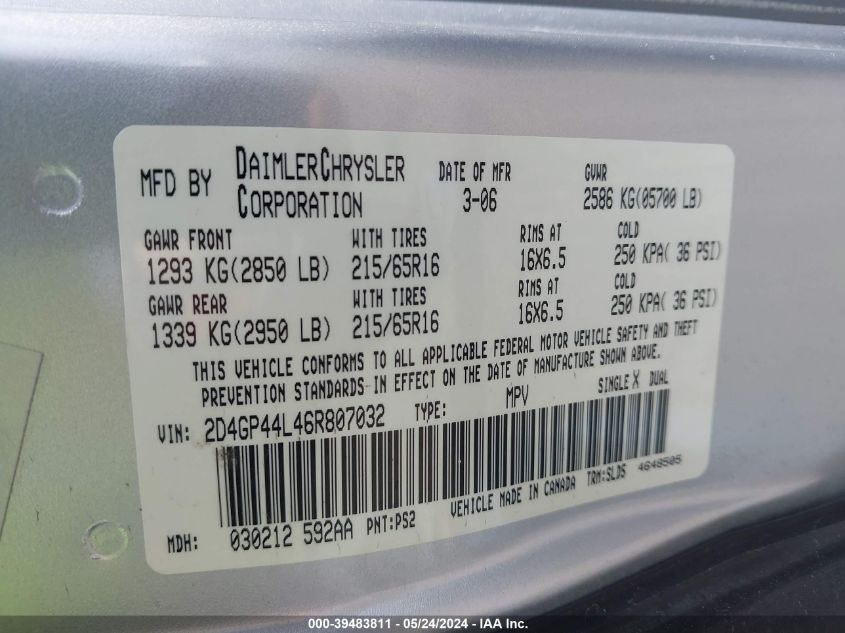 MFD BY DAIMLERCHRYSLER CORPORATION DATE OF MFR 3-06 GVWR 2586 KG(05700 LB)
GAWR FRONT WITH TIRES RIMS AT COLD
1293 KG(2850 LB) 215/65R16 16X6.5 250 KPA( 36 PSI)
GAWR REAR WITH TIRES RIMS AT COLD
1339 KG(2950 LB) 215/65R16 16X6.5 250 KPA( 36 PSI)
THIS VEHICLE CONFORMS TO ALL APPLICABLE FEDERAL MOTOR VEHICLE SAFETY AND THEFT
PREVENTION STANDARDS IN EFFECT ON THE DATE OF MANUFACTURE SHOWN ABOVE.
VIN: 2D4GP44L46R807032 TYPE: MPV SINGLE X DUAL
MDH: 030212 592AA PNT:PS2 VEHICLE MADE IN CANADA TRM:SLD5 4648505
000-39483811 - 05/24/2024 - IAAI Inc.